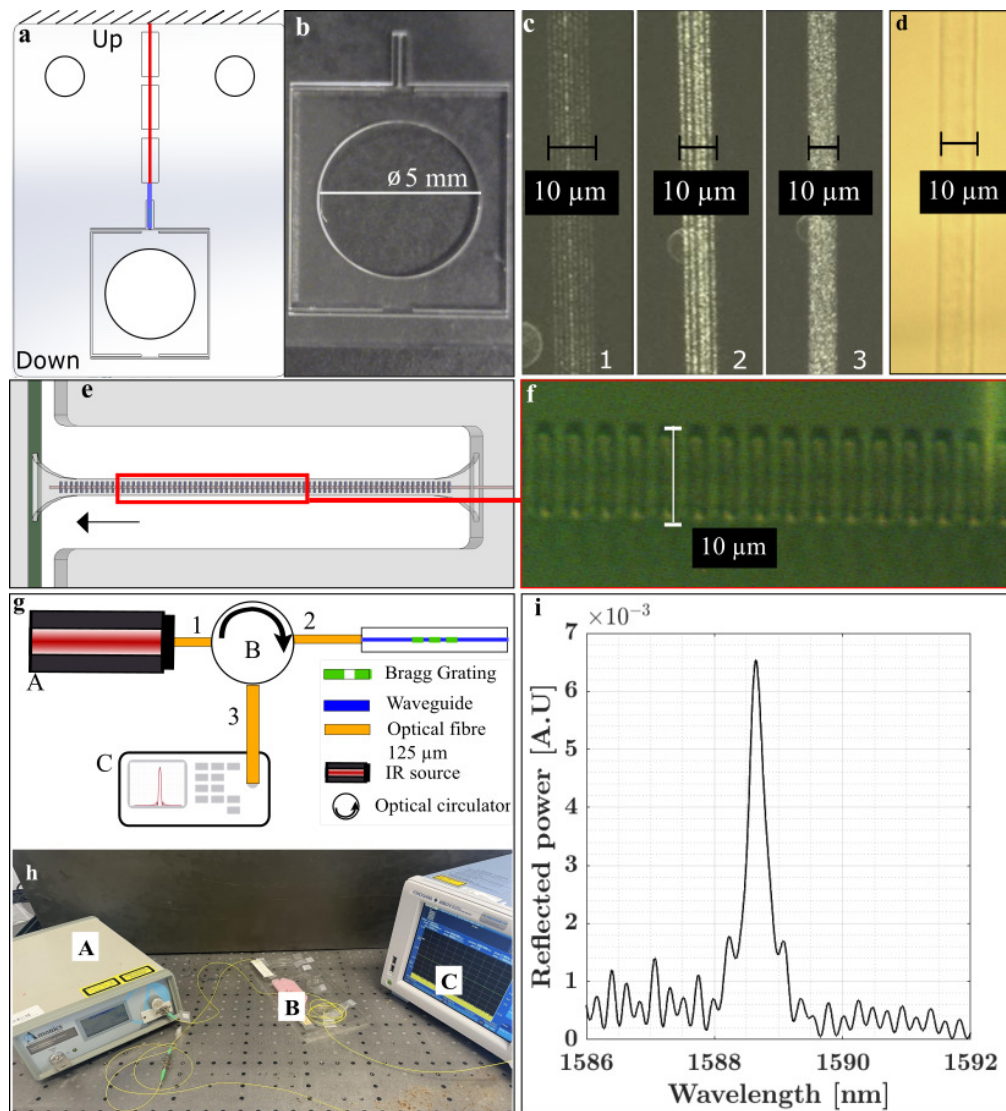 a
Up
Down
b
ø 5 mm
c
10 µm
1
10 µm
2
10 µm
3
d
10 µm
e
f
10 µm
g
A
1
B
2
3
C
Bragg Grating
Waveguide
Optical fibre
125 µm
IR source
Optical circulator
h
A
B
C
i
×10⁻³
Reflected power [A.U]
7
6
5
4
3
2
1
0
1586
1588
1590
1592
Wavelength [nm]